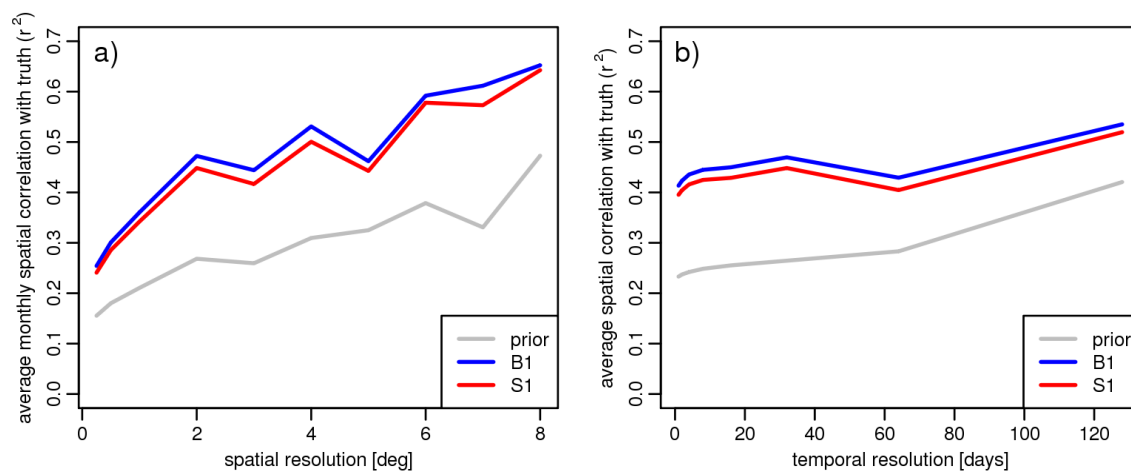 a)
average monthly spatial correlation with truth (r²)
0.0
0.1
0.2
0.3
0.4
0.5
0.6
0.7
0
2
4
6
8
spatial resolution [deg]
prior
B1
S1
b)
average spatial correlation with truth (r²)
0.0
0.1
0.2
0.3
0.4
0.5
0.6
0.7
0
20
40
60
80
100
120
temporal resolution [days]
prior
B1
S1